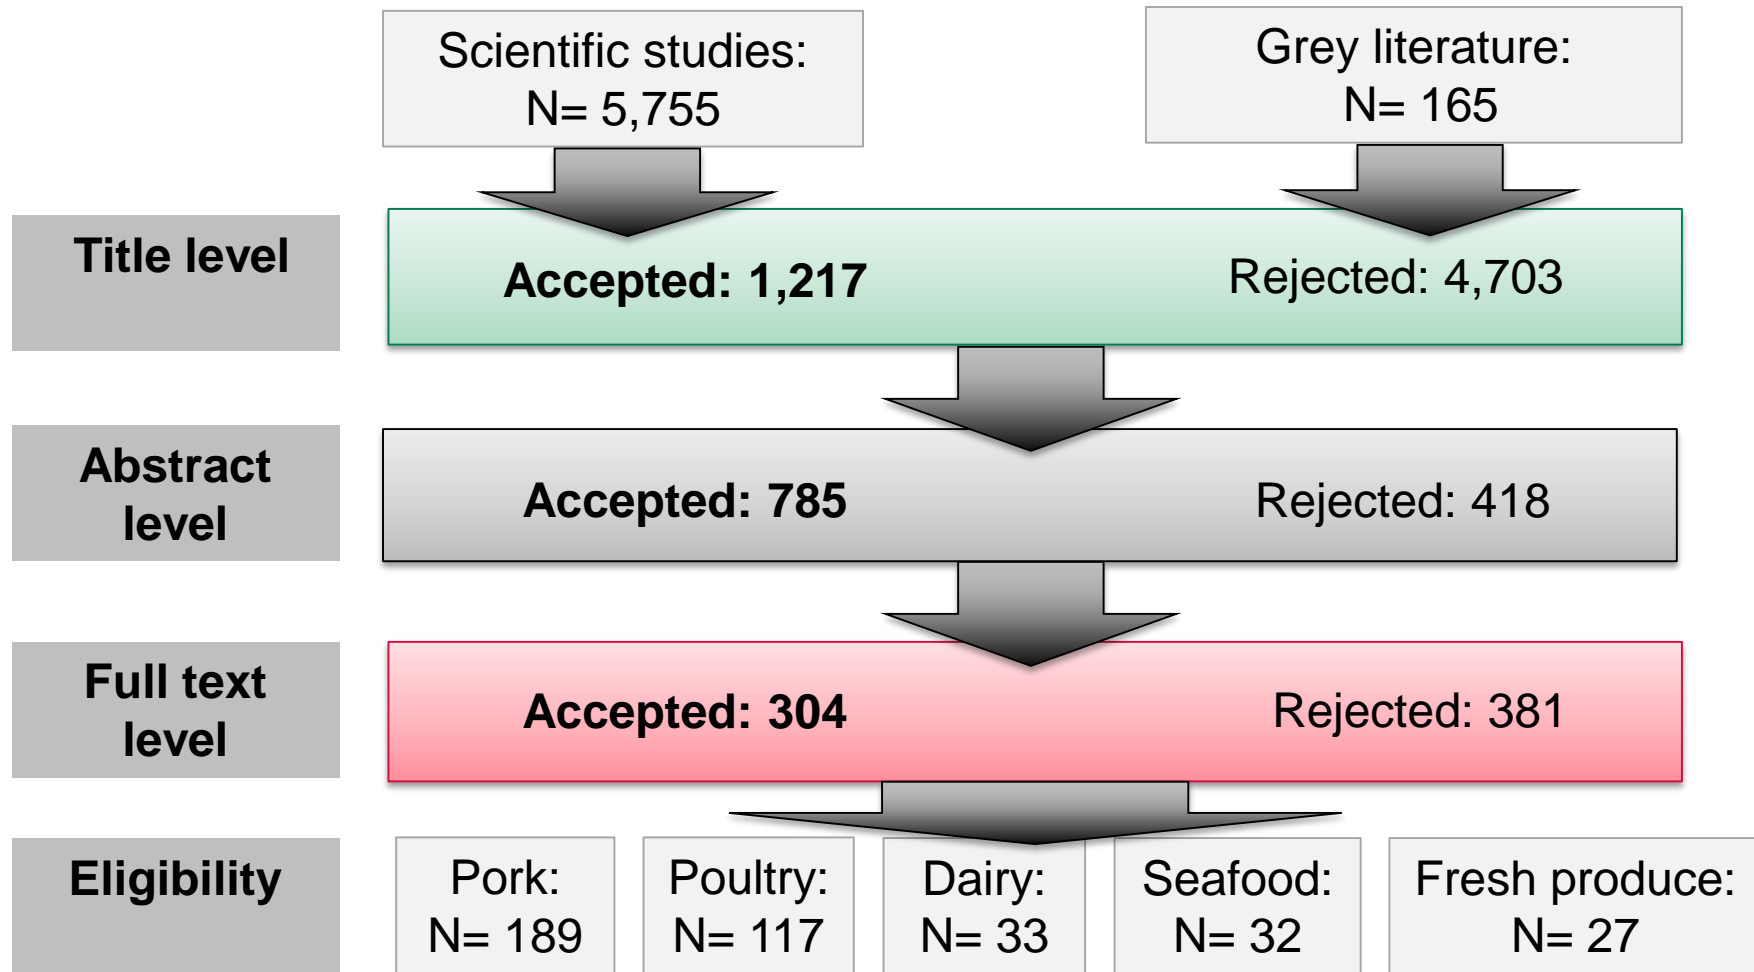 Scientific studies:
N= 5,755
Grey literature:
N= 165
Title level
Accepted: 1,217
Rejected: 4,703
Abstract
level
Accepted: 785
Rejected: 418
Full text
level
Accepted: 304
Rejected: 381
Eligibility
Pork:
N= 189
Poultry:
N= 117
Dairy:
N= 33
Seafood:
N= 32
Fresh produce:
N= 27